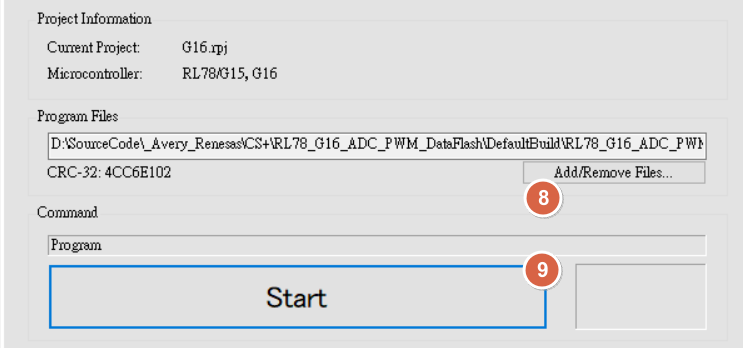 Project Information
Current Project: G16.rpj
Microcontroller: RL78/G15, G16
Program Files
D:\SourceCode\_Avery_Renesas\CS+\RL78_G16_ADC_PWM_DataFlash\DefaultBuild\RL78_G16_ADC_PWM
CRC-32: 4CC6E102 Add/Remove Files...
8
Command
Program
9
Start